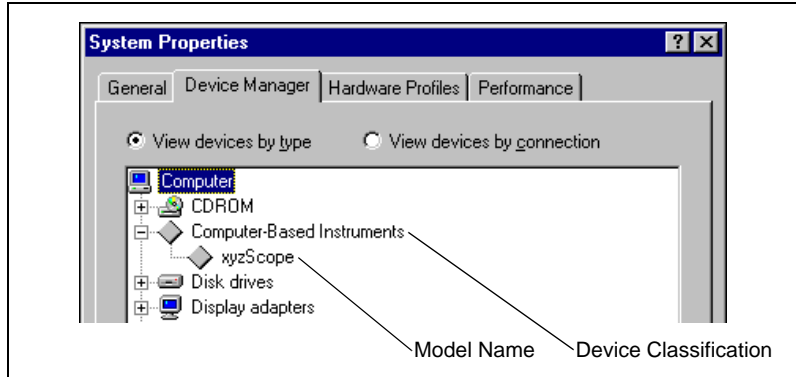 System Properties
General Device Manager Hardware Profiles Performance
View devices by type View devices by connection
Computer
CDROM
Computer-Based Instruments
xyzScope
Disk drives
Display adapters
Model Name Device Classification